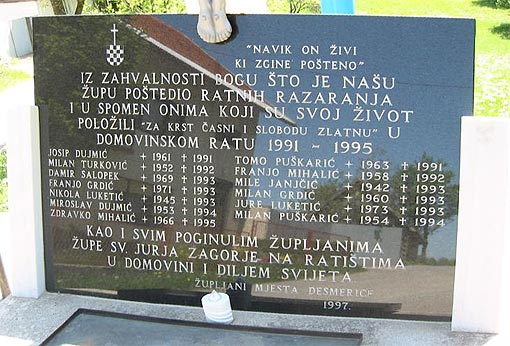 "NAVIK ON ŽIVI
KI ZGINE POŠTENO"
IZ ZAHVALNOSTI BOGU ŠTO JE NAŠU
ŽUPU POŠTEDIO RATNIH RAZARANJA
I U SPOMEN ONIMA KOJI SU SVOJ ŽIVOT
POLOŽILI "ZA KRST ČASNI I SLOBODU ZLATNU" U
DOMOVINSKOM RATU 1991 - 1995
JOSIP DUJMIĆ + 1961 + 1991
MILAN TURKOVIĆ + 1952 + 1992
DAMIR SALOPEK + 1969 + 1993
FRANJO GRDIĆ + 1971 + 1993
NIKOLA LUKETIĆ + 1945 + 1993
MIROSLAV DUJMIĆ + 1953 + 1994
ZDRAVKO MIHALIĆ + 1966 + 1995
TOMO PUŠKARIĆ + 1963 + 1991
FRANJO MIHALIĆ + 1958 + 1992
MILE JANJČIĆ + 1942 + 1993
MILAN GRDIĆ + 1960 + 1993
JURE LUKETIĆ + 1973 + 1993
MILAN PUŠKARIĆ + 1954 + 1994
KAO I SVIM POGINULIM ŽUPLJANIMA
ŽUPE SV. JURJA ZAGORJE NA RATIŠTIMA
U DOMOVINI I DILJEM SVIJETA
ŽUPLJANI MJESTA DESMERICE
1997.